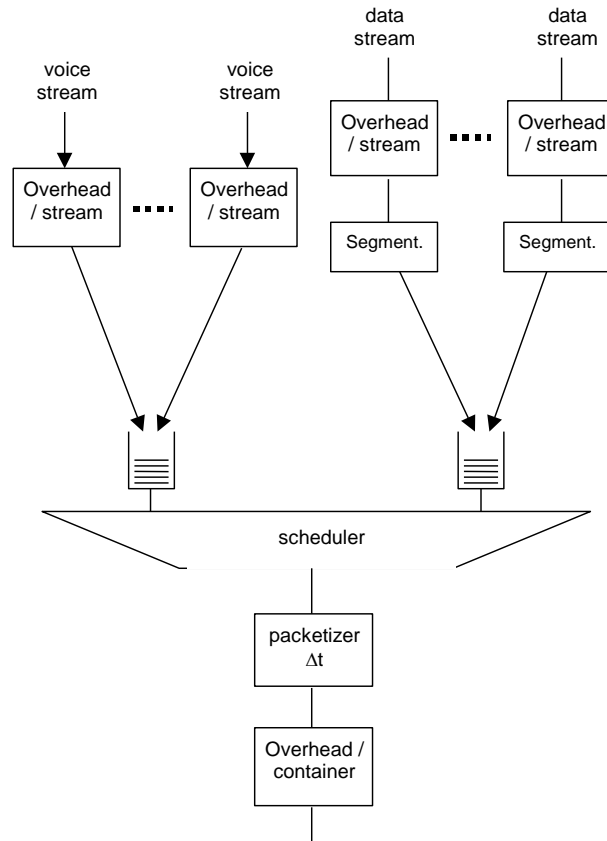 data
stream
data
stream
voice
stream
voice
stream
Overhead
/ stream
Overhead
/ stream
Overhead
/ stream
Overhead
/ stream
Segment.
Segment.
scheduler
packetizer
Δt
Overhead /
container